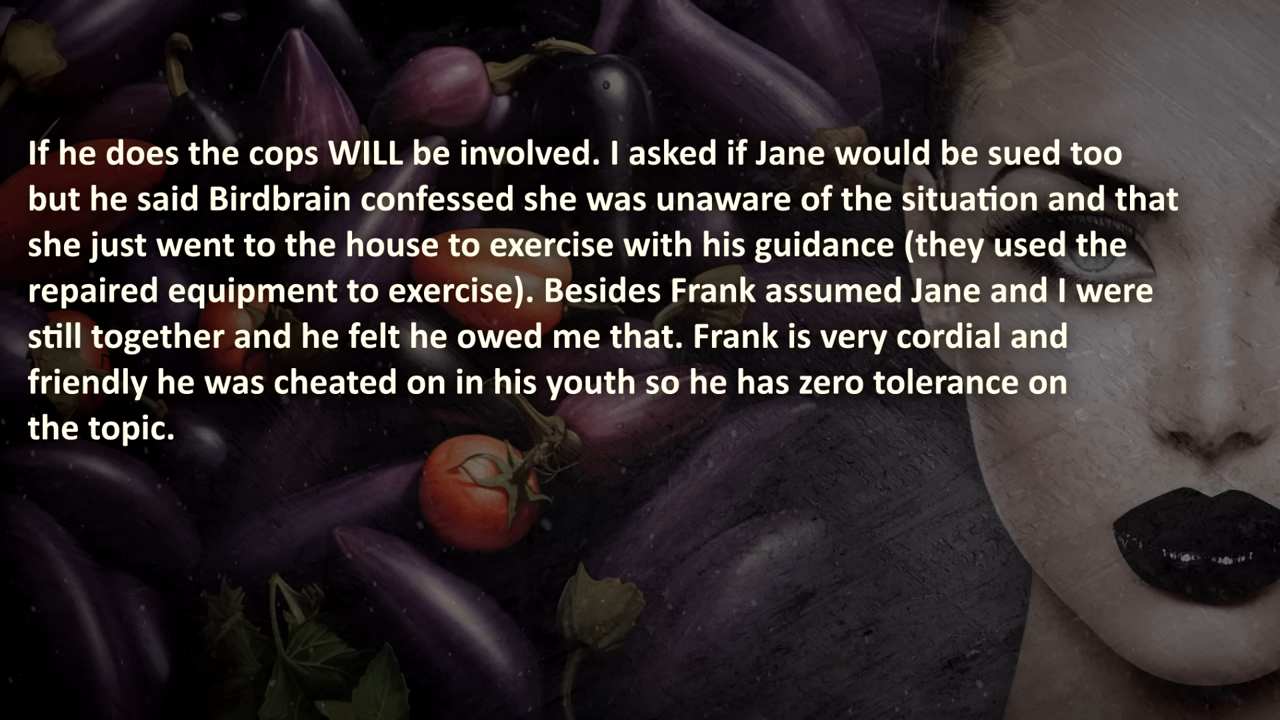 If he does the cops WILL be involved. I asked if Jane would be sued too
but he said Birdbrain confessed she was unaware of the situation and that
she just went to the house to exercise with his guidance (they used the
repaired equipment to exercise). Besides Frank assumed Jane and I were
still together and he felt he owed me that. Frank is very cordial and
friendly he was cheated on in his youth so he has zero tolerance on
the topic.